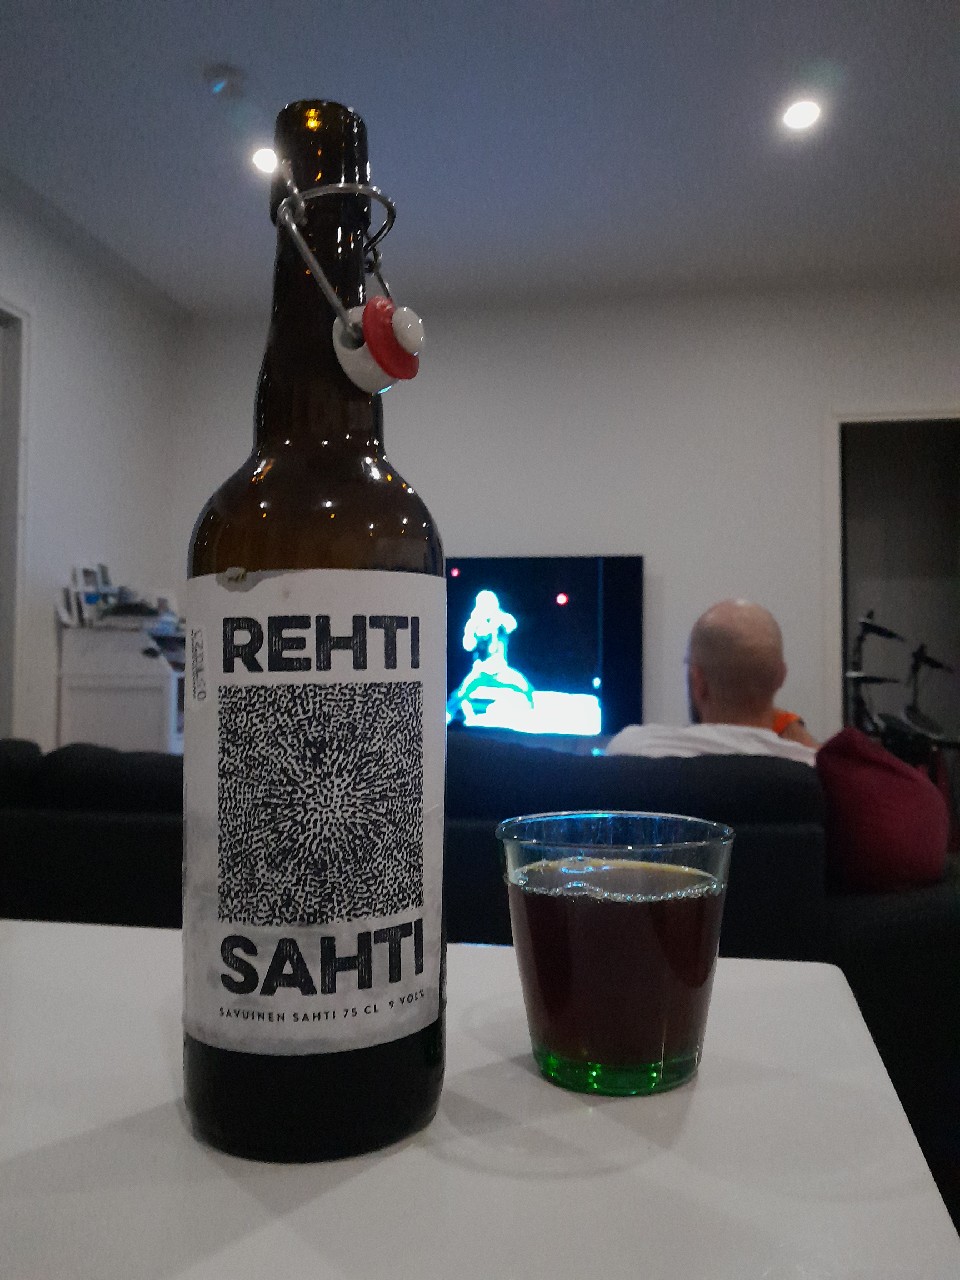 REHTI
SAHTI
SAVUINEN SAHTI 75 CL 9 VOL%